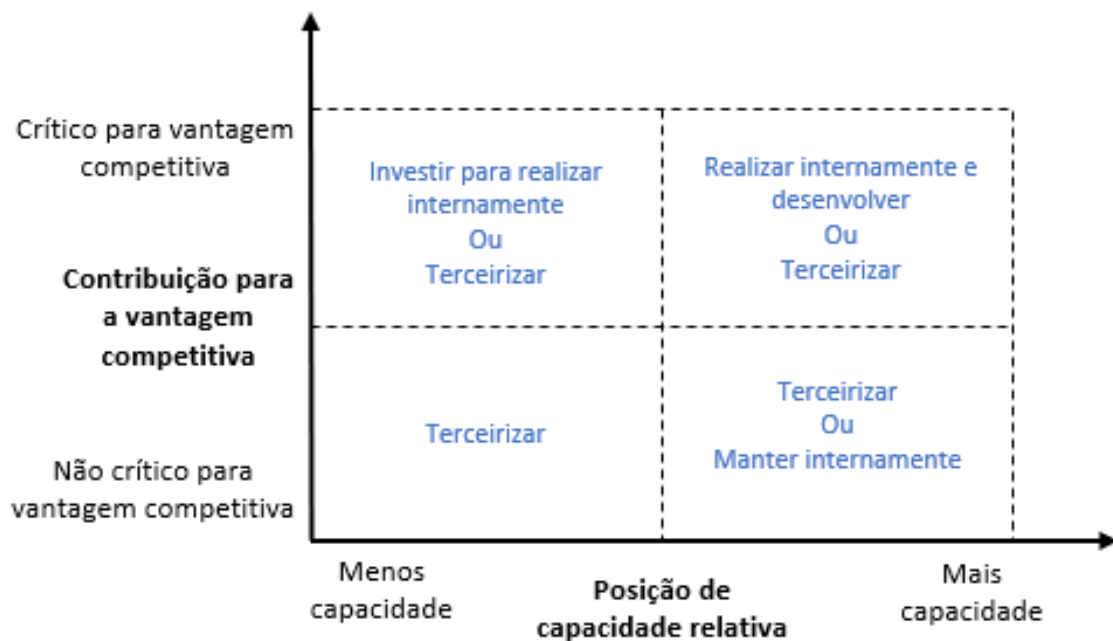 Crítico para vantagem
competitiva
Investir para realizar
internamente
Ou
Terceirizar
Realizar internamente e
desenvolver
Ou
Terceirizar
Contribuição para
a vantagem
competitiva
Terceirizar
Terceirizar
Ou
Manter internamente
Não crítico para
vantagem competitiva
Menos
capacidade
Posição de
capacidade relativa
Mais
capacidade